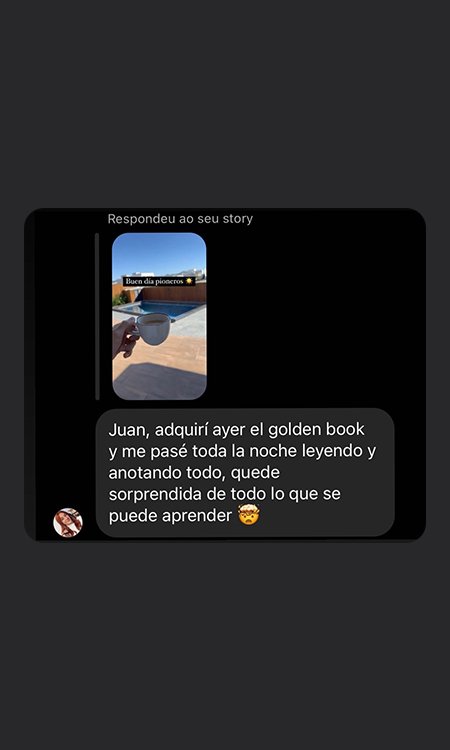 Respondeu ao seu story
Buen día pioneros ☀️
Juan, adquirí ayer el golden book
y me pasé toda la noche leyendo y
anotando todo, quede
sorprendida de todo lo que se
puede aprender 🤯